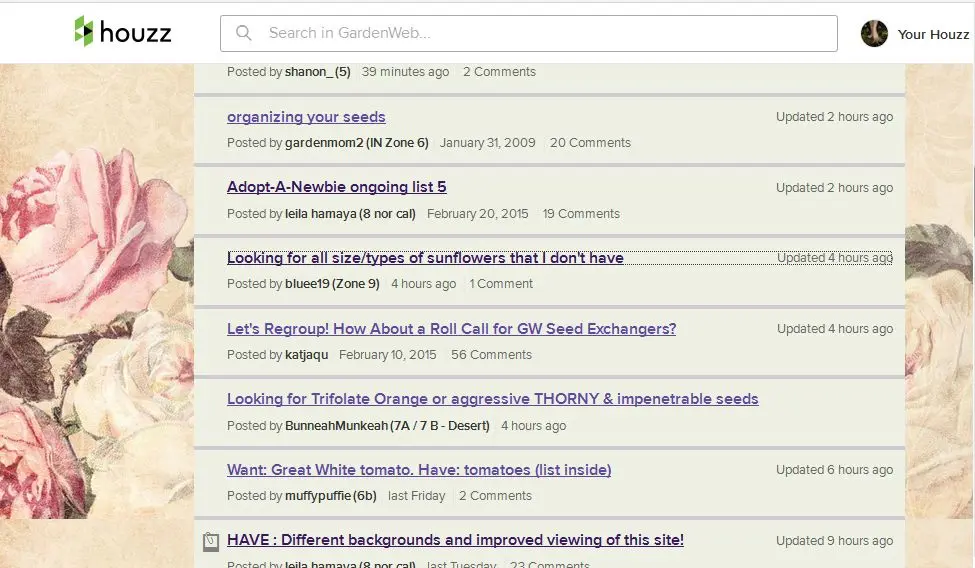 houzz
Search in GardenWeb...
Your Houzz
Posted by shanon_ (5) 39 minutes ago 2 Comments
organizing your seeds Updated 2 hours ago
Posted by gardenmom2 (IN Zone 6) January 31, 2009 20 Comments
Adopt-A-Newbie ongoing list 5 Updated 2 hours ago
Posted by leila hamaya (8 nor cal) February 20, 2015 19 Comments
Looking for all size/types of sunflowers that I don't have Updated 4 hours ago
Posted by bluee19 (Zone 9) 4 hours ago 1 Comment
Let's Regroup! How About a Roll Call for GW Seed Exchangers? Updated 4 hours ago
Posted by katjaqu February 10, 2015 56 Comments
Looking for Trifolate Orange or aggressive THORNY & impenetrable seeds
Posted by BunneahMunkeah (7A / 7 B - Desert) 4 hours ago
Want: Great White tomato. Have: tomatoes (list inside) Updated 6 hours ago
Posted by muffypuffie (6b) last Friday 2 Comments
HAVE : Different backgrounds and improved viewing of this site! Updated 9 hours ago
Posted by leila hamaya (8 nor cal) last Tuesday 23 Comments